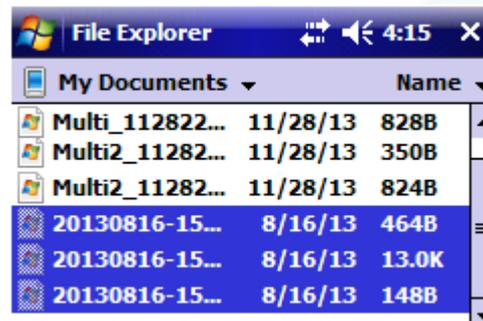 File Explorer 4:15
My Documents Name
Multi_112822... 11/28/13 828B
Multi2_11282... 11/28/13 350B
Multi2_11282... 11/28/13 824B
20130816-15... 8/16/13 464B
20130816-15... 8/16/13 13.0K
20130816-15... 8/16/13 148B